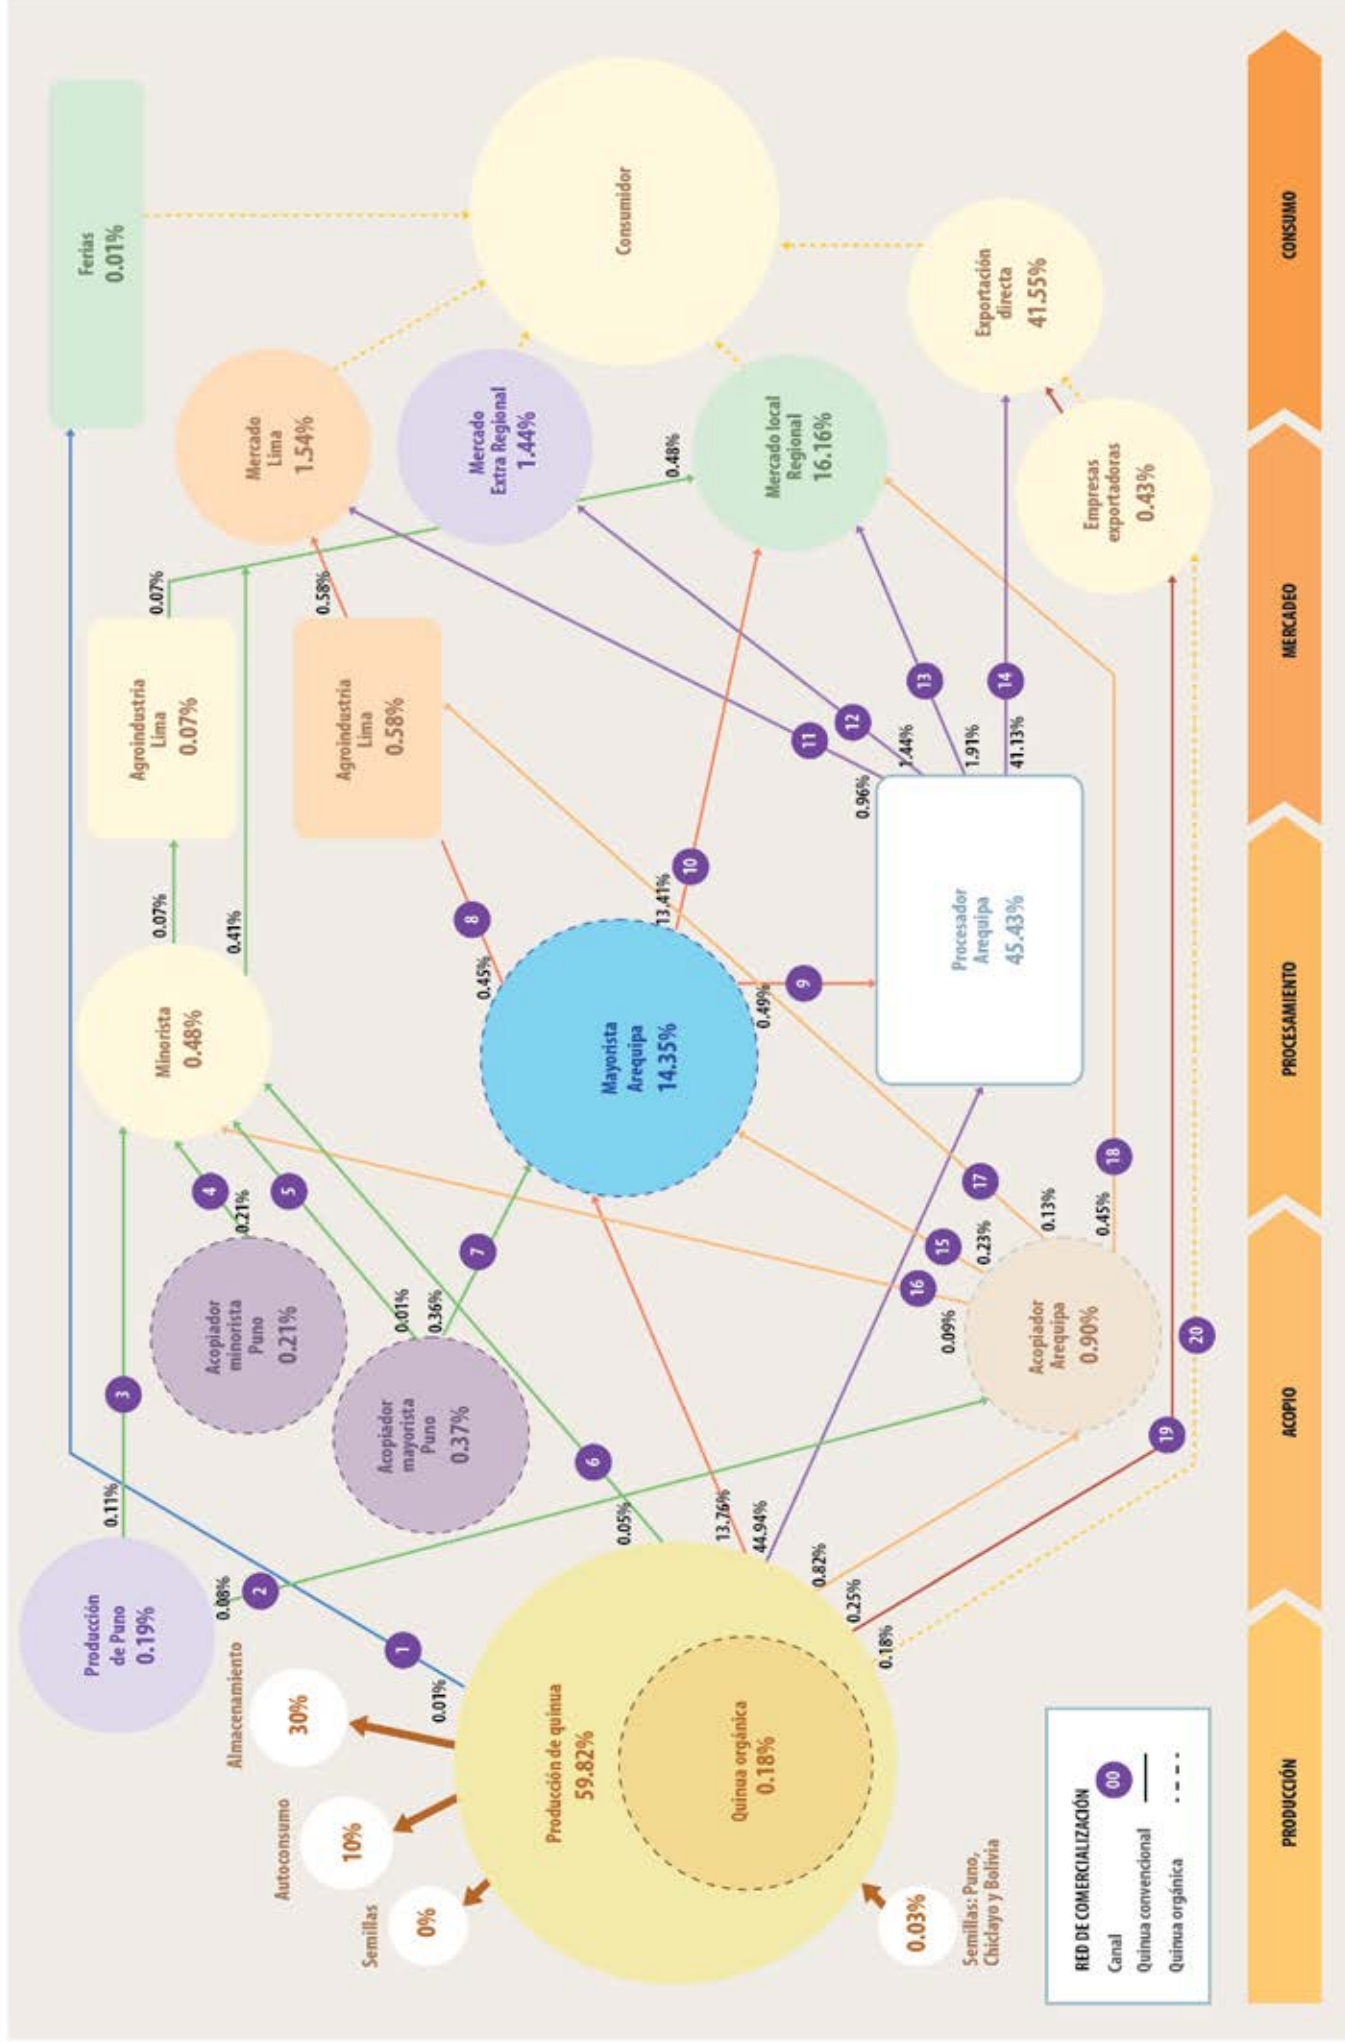 Ferias
0.01%
Mercado
Lima
1.54%
Mercado
Extra Regional
1.44%
Consumidor
Mercado local
Regional
16.16%
Exportación
directa
41.55%
Empresas
exportadoras
0.43%
0.48%
0.07%
0.58%
Agroindustria
Lima
0.07%
Agroindustria
Lima
0.58%
0.07%
0.41%
Minorista
0.48%
8
0.45%
Mayorista
Arequipa
14.35%
13.41%
10
0.49%
9
11
12
13
14
0.96%
1.44%
1.91%
41.13%
Procesador
Arequipa
45.43%
4
0.21%
5
Acopiador
minorista
Puno
0.21%
0.01%
0.36%
7
Acopiador
mayorista
Puno
0.37%
3
0.11%
6
0.05%
16
0.09%
15
0.23%
17
0.13%
18
0.45%
Acopiador
Arequipa
0.90%
19
20
Producción
de Puno
0.19%
0.08%
2
1
0.01%
13.76%
44.94%
0.82%
0.25%
0.18%
Almacenamiento
30%
Autoconsumo
10%
Semillas
0%
Producción de quinua
59.82%
Quinua orgánica
0.18%
0.03%
Semillas: Puno,
Chiclayo y Bolivia
RED DE COMERCIALIZACIÓN
Canal 00
Quinua convencional
Quinua orgánica
PRODUCCIÓN
ACOPIO
PROCESAMIENTO
MERCADEO
CONSUMO